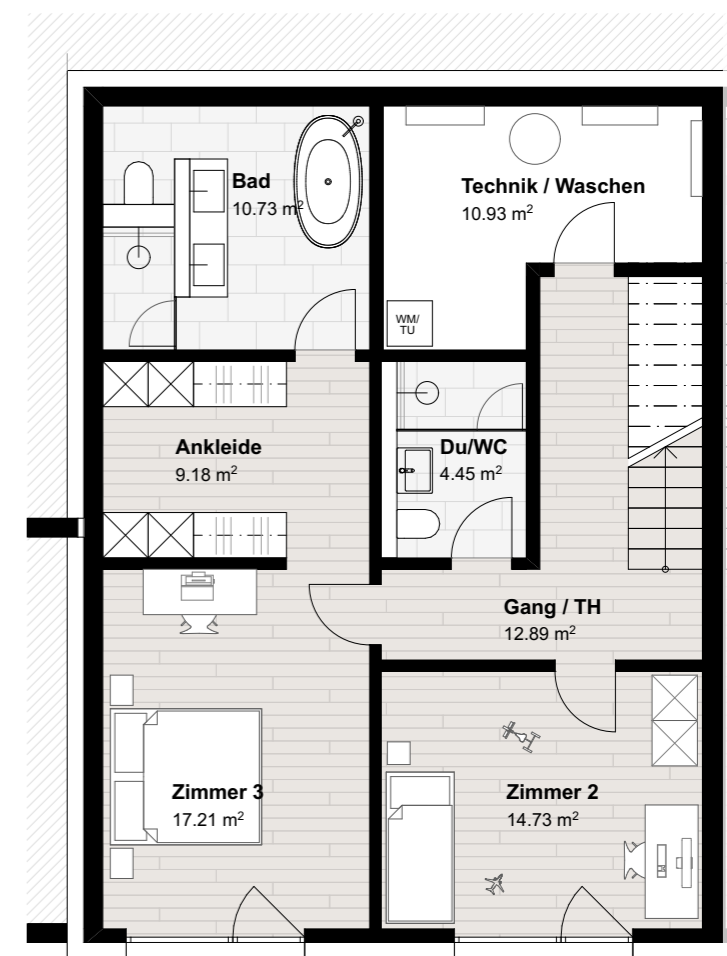 Bad
10.73 m²
Technik / Waschen
10.93 m²
WM/
TU
Ankleide
9.18 m²
Du/WC
4.45 m²
Gang / TH
12.89 m²
Zimmer 3
17.21 m²
Zimmer 2
14.73 m²